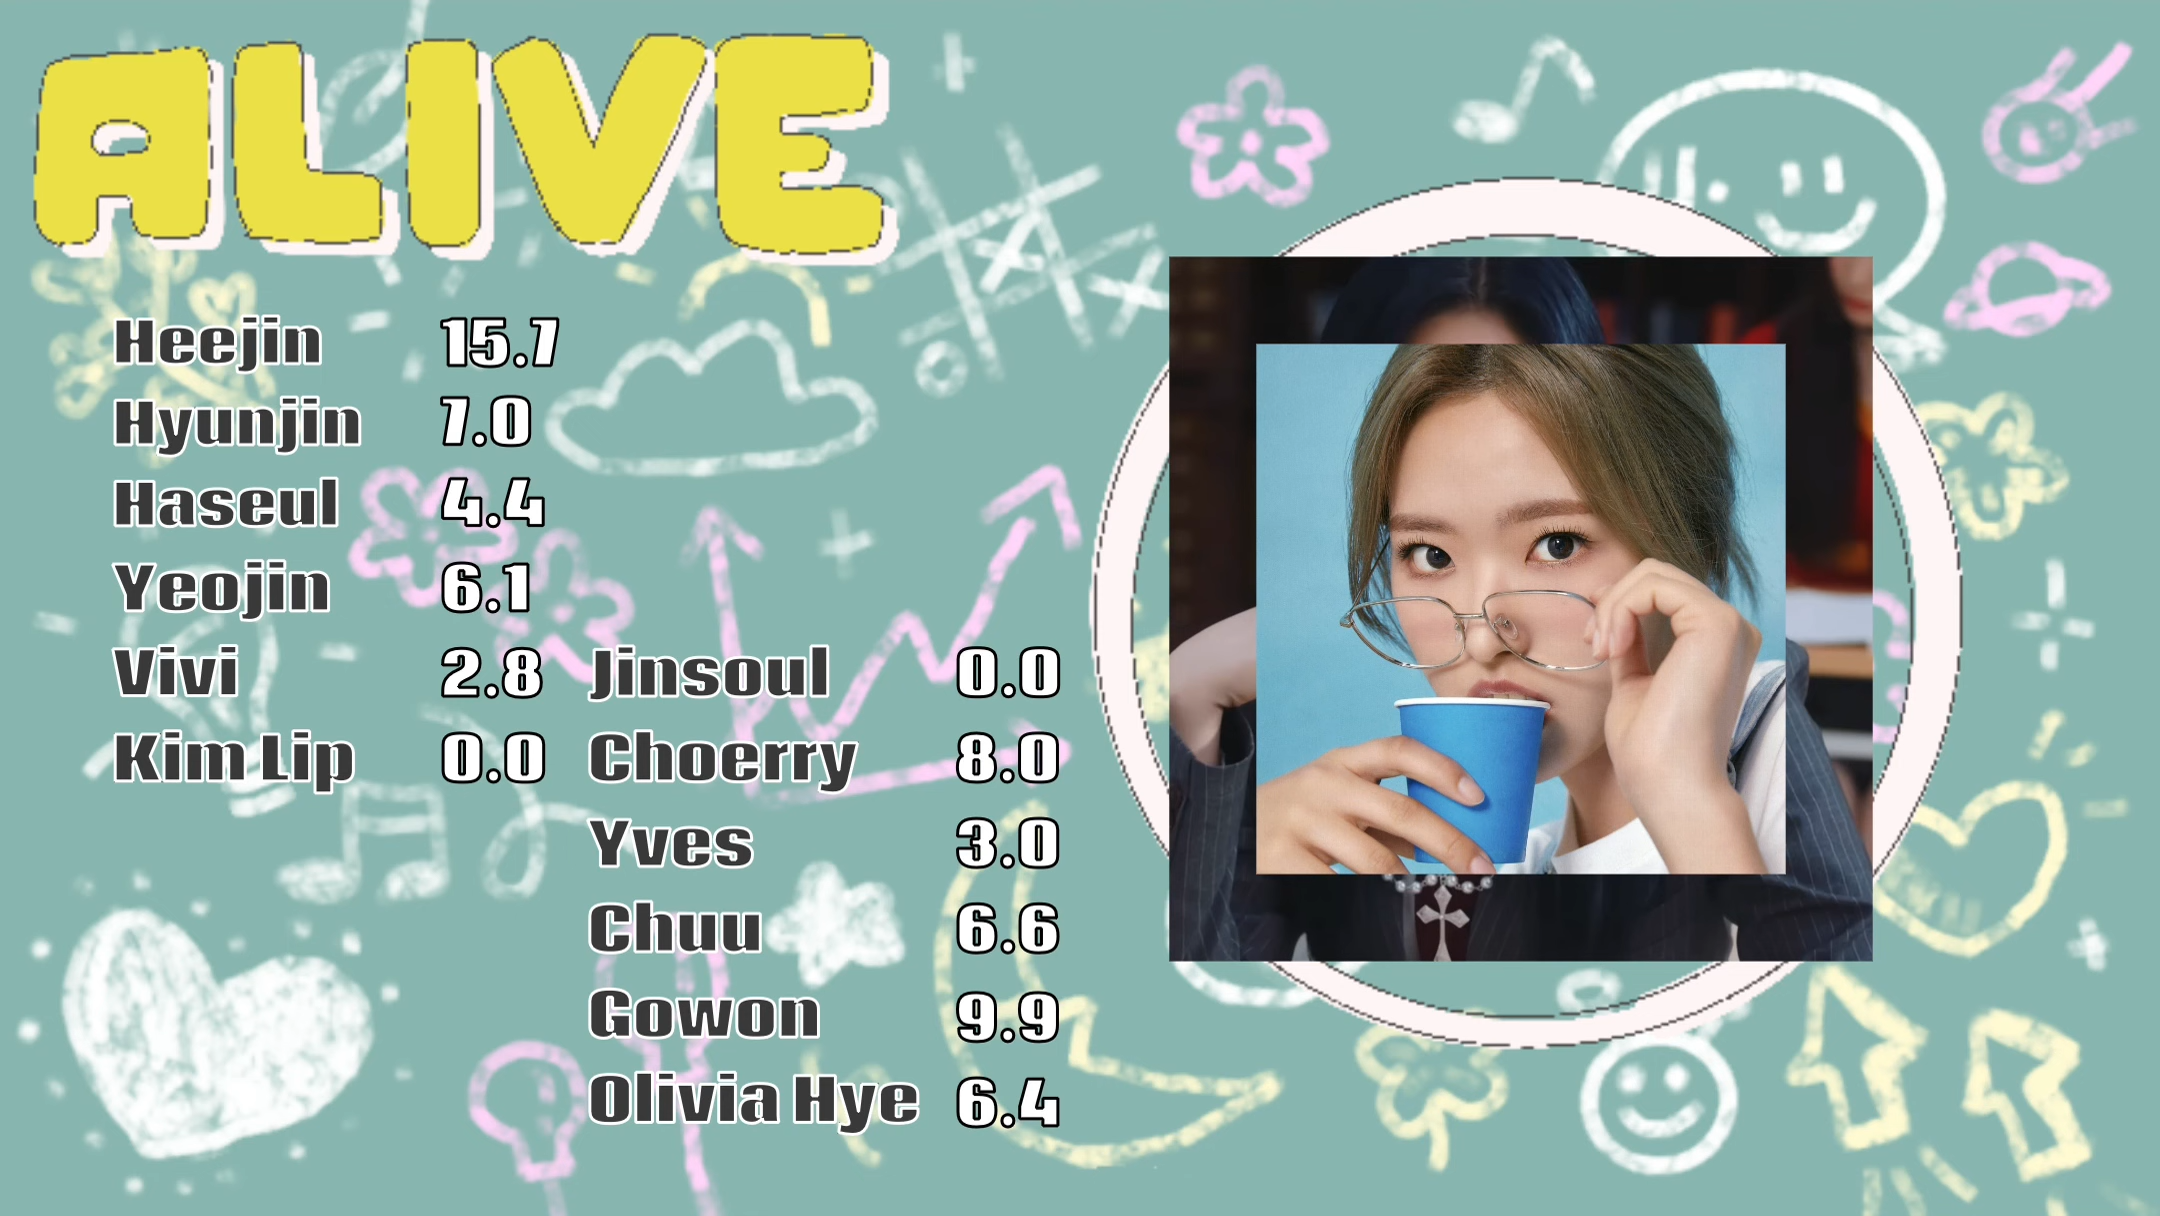 ALIVE
Heejin 15.7
Hyunjin 7.0
Haseul 4.4
Yeojin 6.1
Vivi 2.8
Kim Lip 0.0
Jinsoul 0.0
Choerry 8.0
Yves 3.0
Chuu 6.6
Gowon 9.9
Olivia Hye 6.4